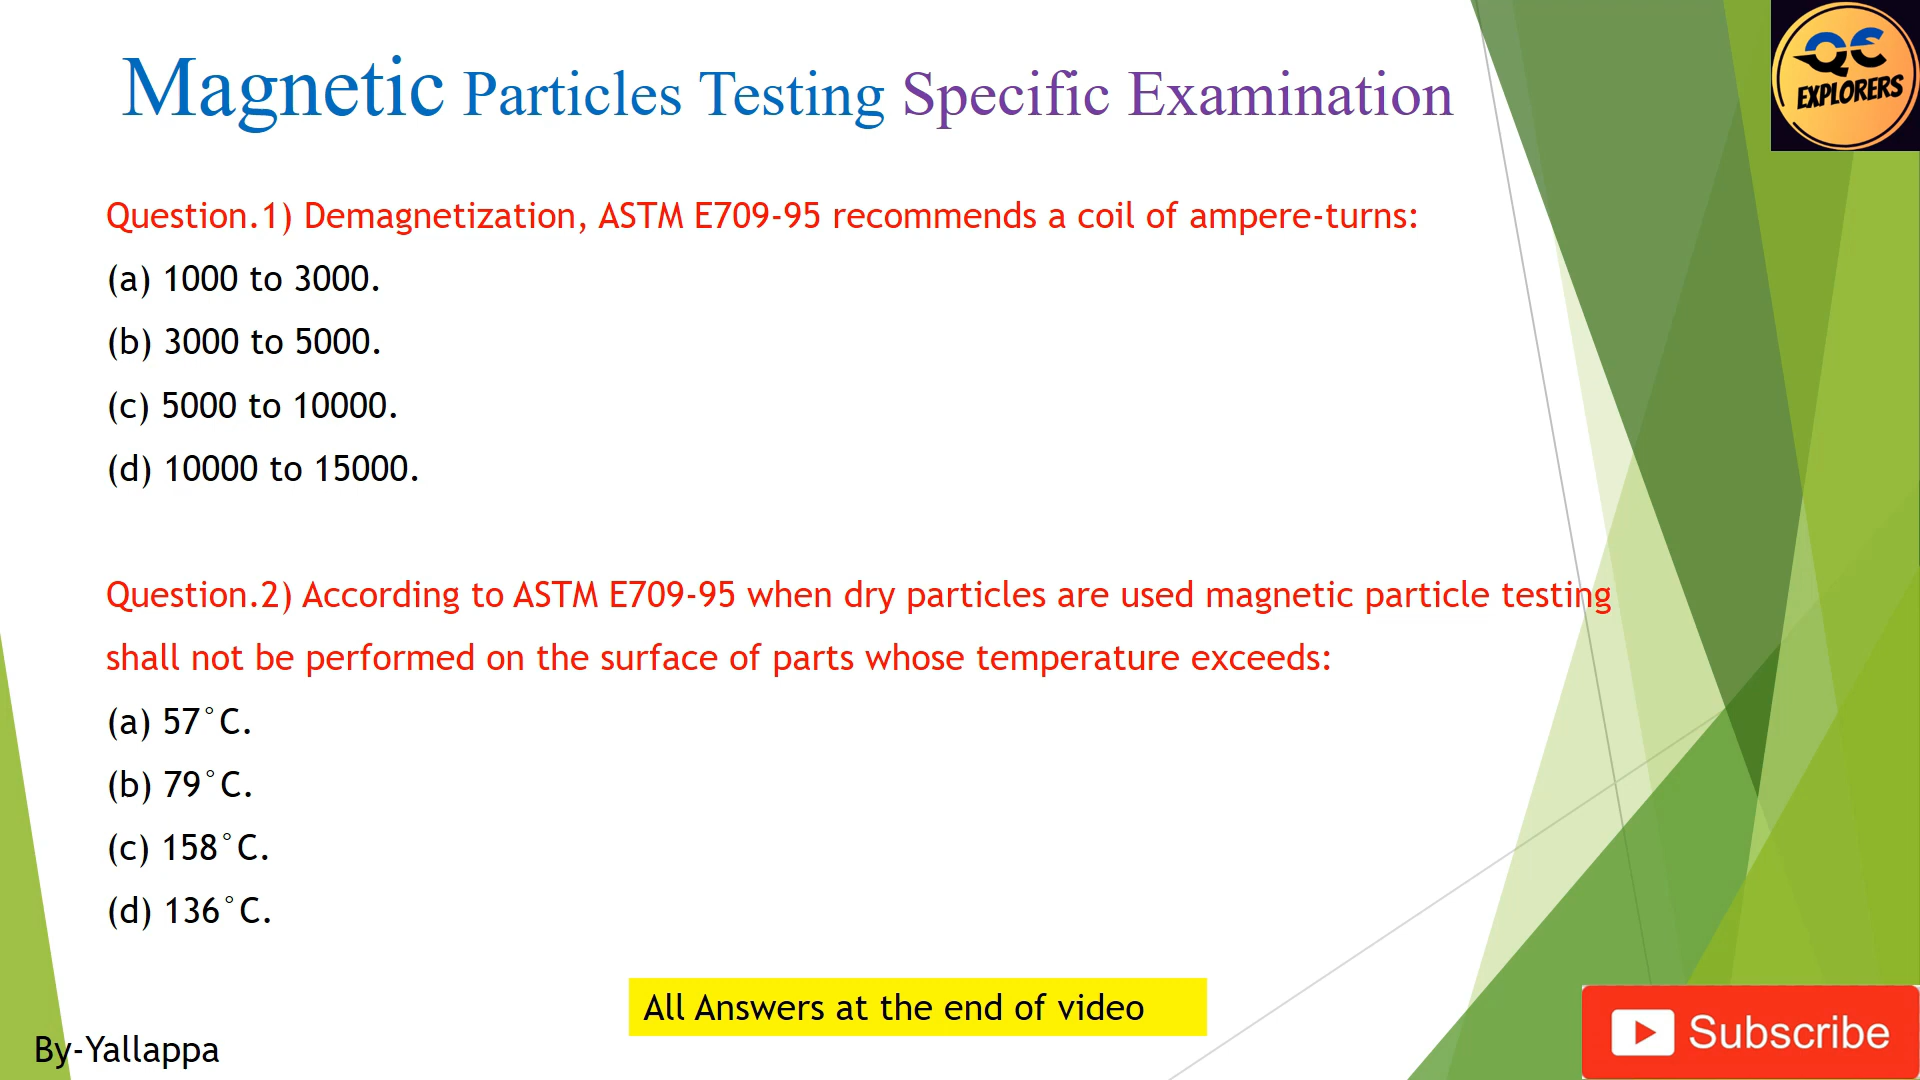 Magnetic Particles Testing Specific Examination
QC
EXPLORERS
Question.1) Demagnetization, ASTM E709-95 recommends a coil of ampere-turns:
(a) 1000 to 3000.
(b) 3000 to 5000.
(c) 5000 to 10000.
(d) 10000 to 15000.
Question.2) According to ASTM E709-95 when dry particles are used magnetic particle testing
shall not be performed on the surface of parts whose temperature exceeds:
(a) 57°C.
(b) 79°C.
(c) 158°C.
(d) 136°C.
All Answers at the end of video
By-Yallappa
Subscribe